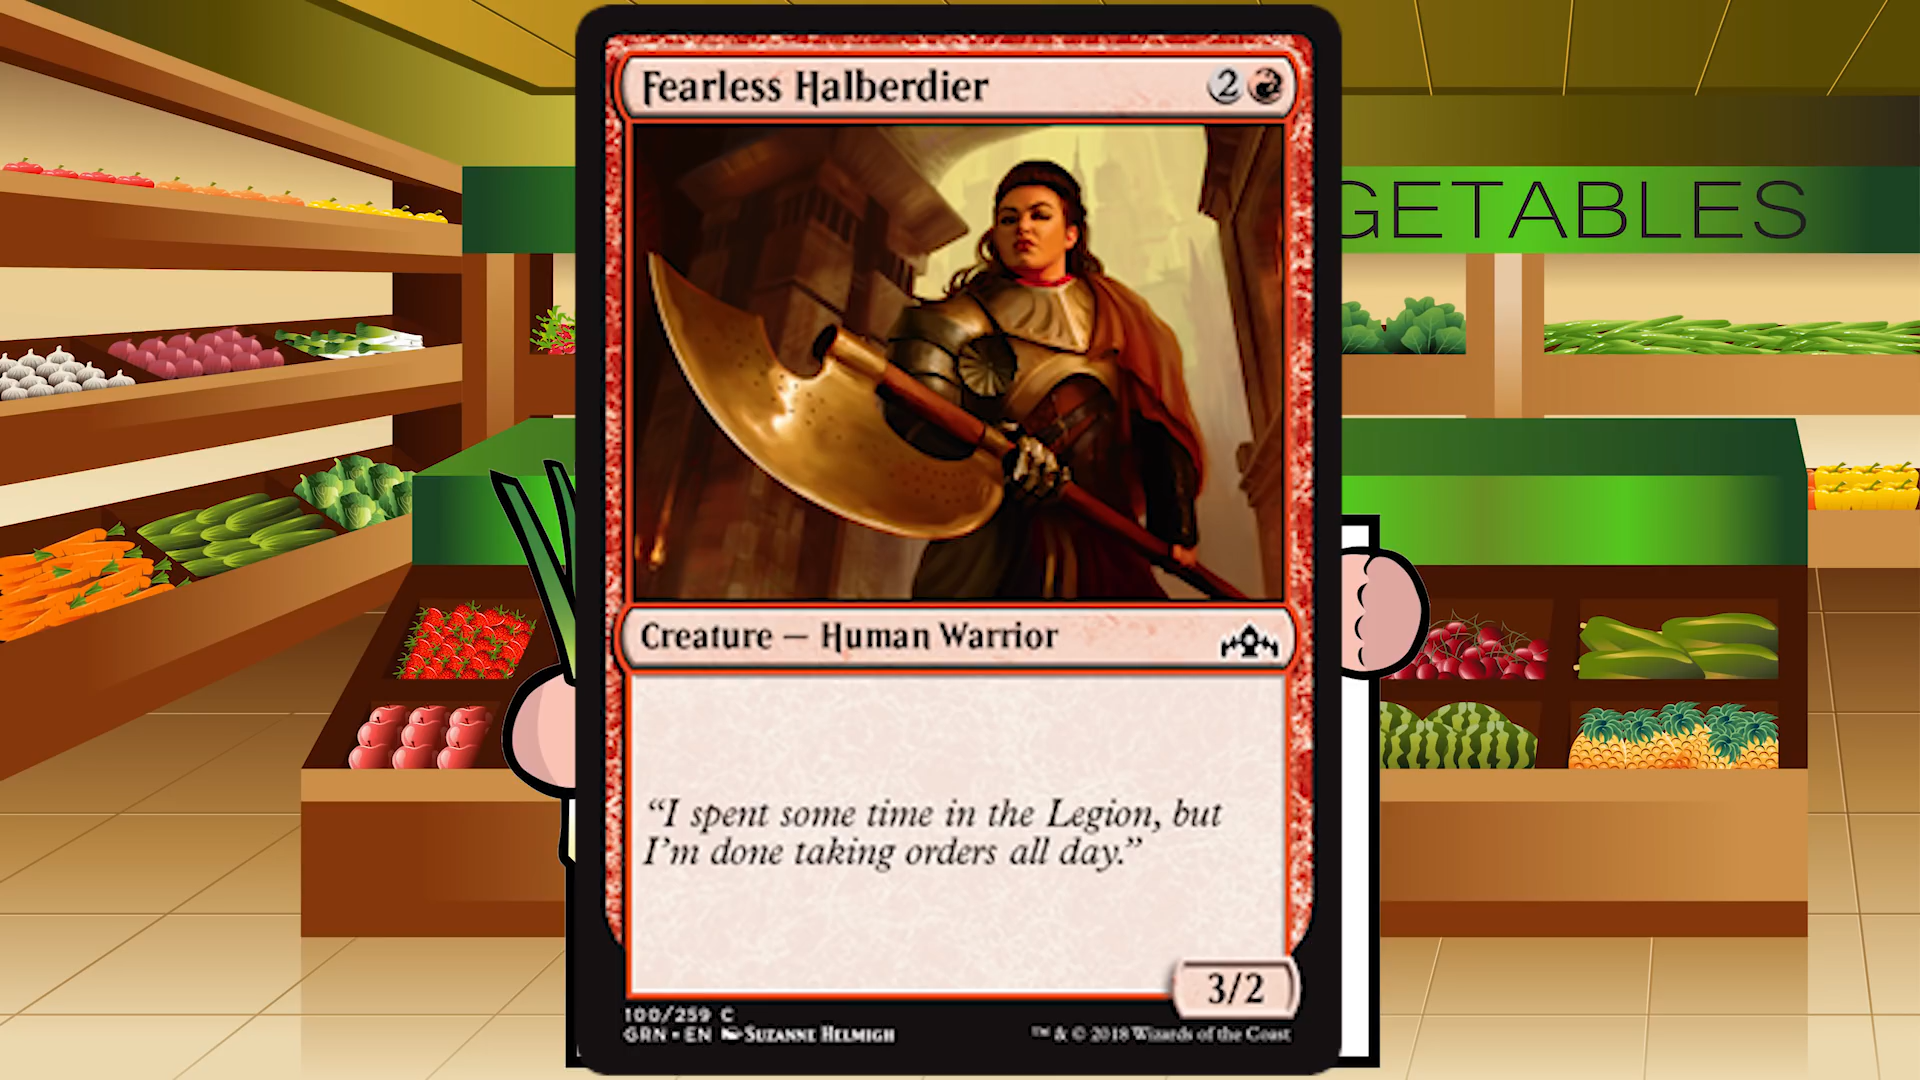 Fearless Halberdier
2
GETABLES
Creature — Human Warrior
“I spent some time in the Legion, but
I’m done taking orders all day.”
3/2
100/259 C
GRN • EN SUZANNE HELMIGH
™ & © 2018 Wizards of the Coast